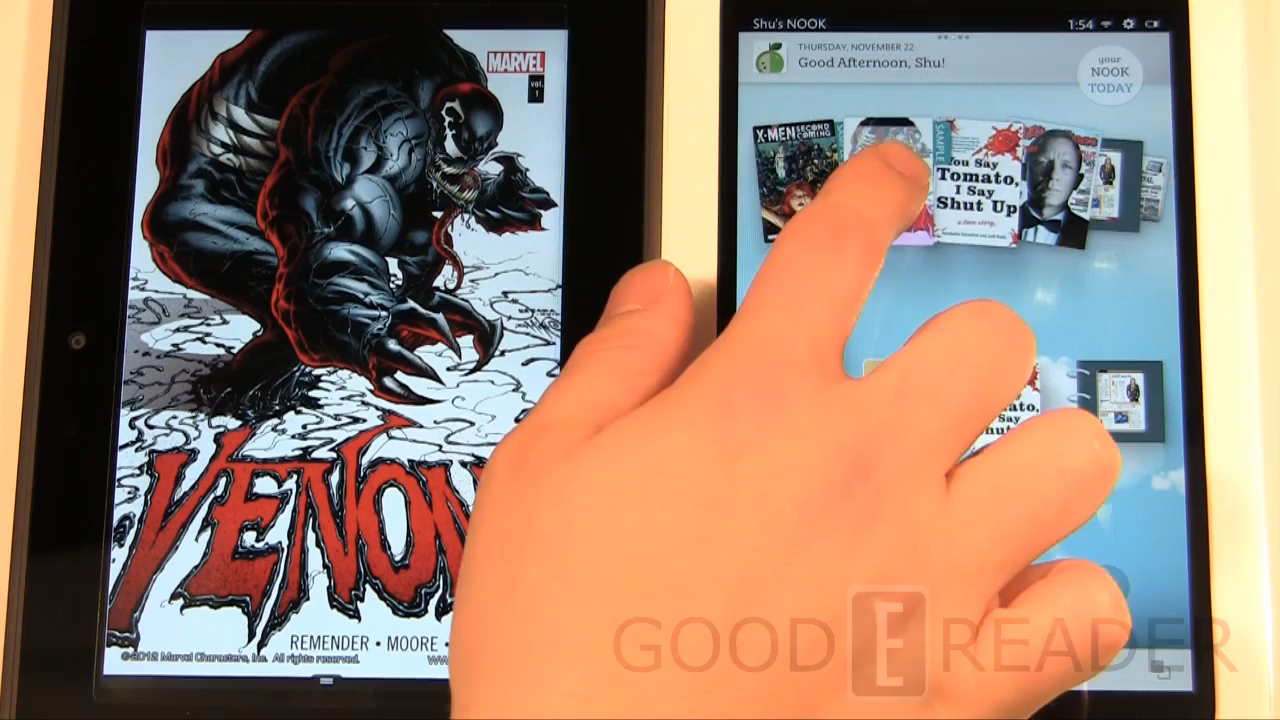 MARVEL
vol.
1
VENOM
REMENDER • MOORE •
©2012 Marvel Characters, Inc. All rights reserved.
Shu's NOOK
1:54
THURSDAY, NOVEMBER 22
Good Afternoon, Shu!
your
NOOK
TODAY
X-MEN SECOND COMING
SAMPLE
You Say
Tomato,
I Say
Shut Up
a love story.
GOOD E READER